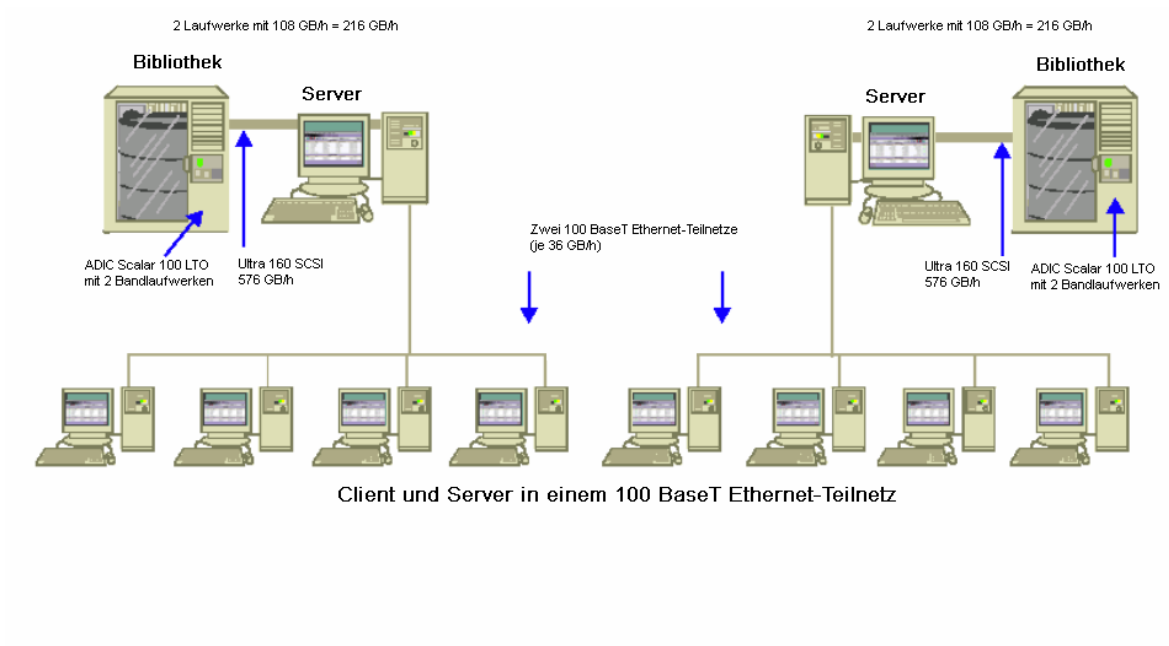 2 Laufwerke mit 108 GB/h = 216 GB/h
2 Laufwerke mit 108 GB/h = 216 GB/h
Bibliothek
Server
Server
Bibliothek
Zwei 100 BaseT Ethernet-Teilnetze
(je 36 GB/h)
ADIC Scalar 100 LTO
mit 2 Bandlaufwerken
Ultra 160 SCSI
576 GB/h
Ultra 160 SCSI
576 GB/h
ADIC Scalar 100 LTO
mit 2 Bandlaufwerken
Client und Server in einem 100 BaseT Ethernet-Teilnetz